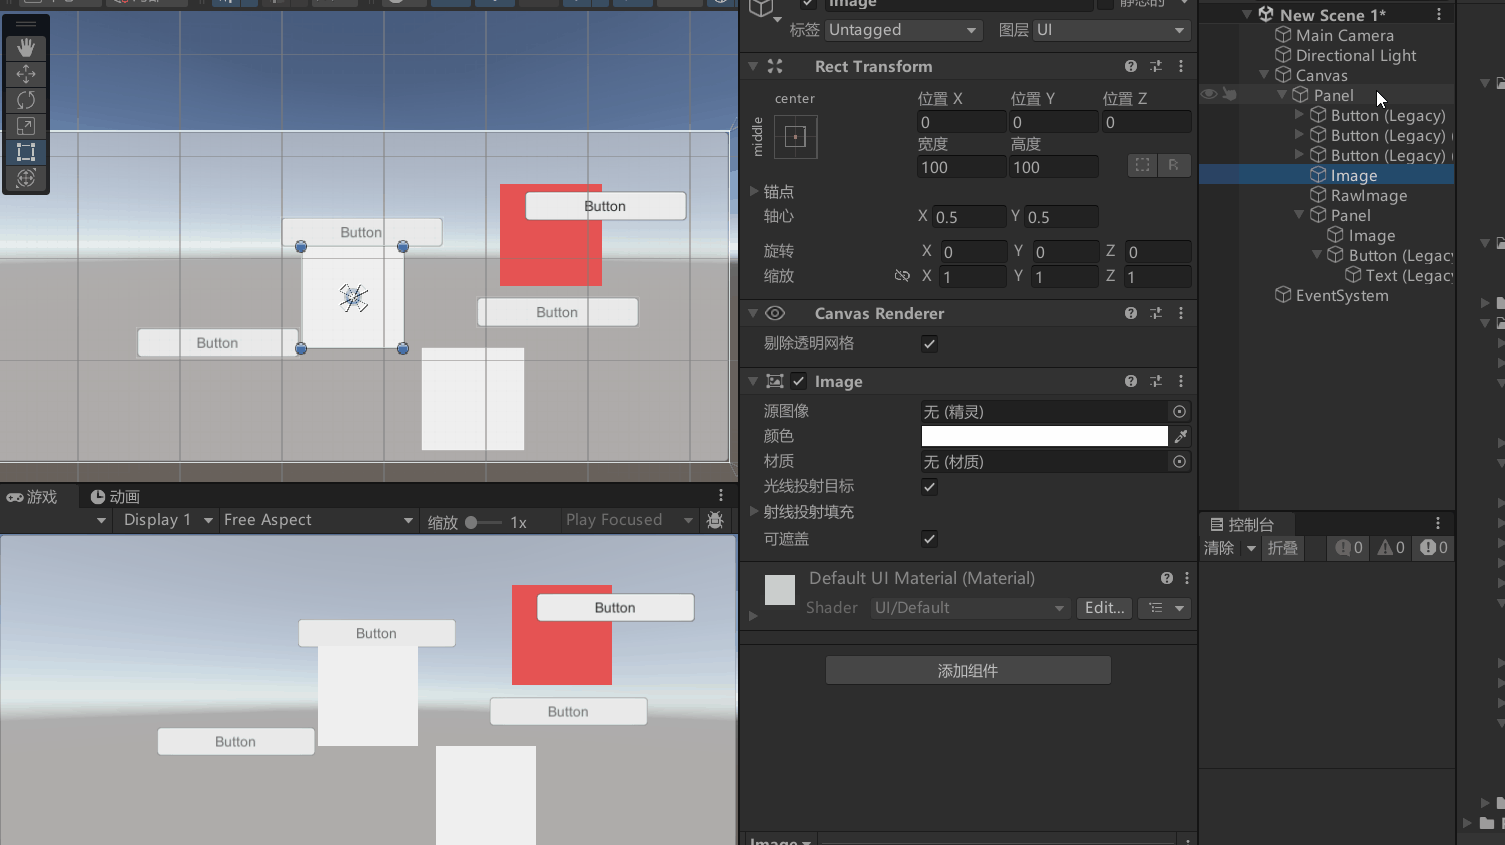 Button
Button
Button
Button
游戏
动画
Display 1
Free Aspect
缩放
1x
Play Focused
Button
Button
Button
Button
Image
静态的
标签 Untagged
图层 UI
Rect Transform
center
middle
位置 X 位置 Y 位置 Z
0 0 0
宽度 高度
100 100
R
锚点
轴心 X 0.5 Y 0.5
旋转 X 0 Y 0 Z 0
缩放 X 1 Y 1 Z 1
Canvas Renderer
剔除透明网格
Image
源图像 无 (精灵)
颜色
材质 无 (材质)
光线投射目标
射线投射填充
可遮盖
Default UI Material (Material)
Shader UI/Default Edit...
添加组件
Image
New Scene 1*
Main Camera
Directional Light
Canvas
Panel
Button (Legacy)
Button (Legacy) (
Button (Legacy) (
Image
RawImage
Panel
Image
Button (Legacy
Text (Legacy
EventSystem
控制台
清除 折叠 0 0 0